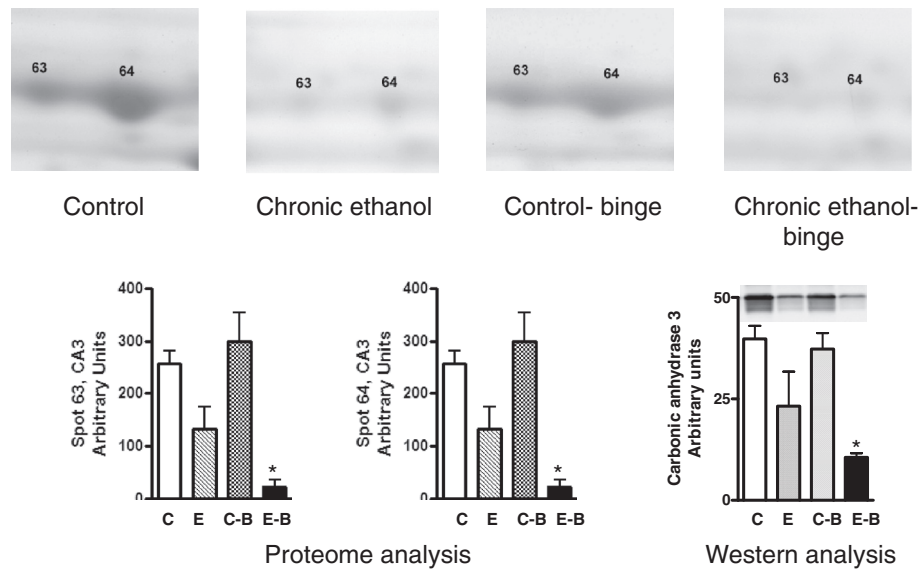 63 64
63 64
63 64
63 64
Control
Chronic ethanol
Control- binge
Chronic ethanol-
binge
Spot 63, CA3
Arbitrary Units
400
300
200
100
0
*
C E C-B E-B
Spot 64, CA3
Arbitrary Units
400
300
200
100
0
*
C E C-B E-B
Proteome analysis
Carbonic anhydrase 3
Arbitrary units
50
25
0
*
C E C-B E-B
Western analysis